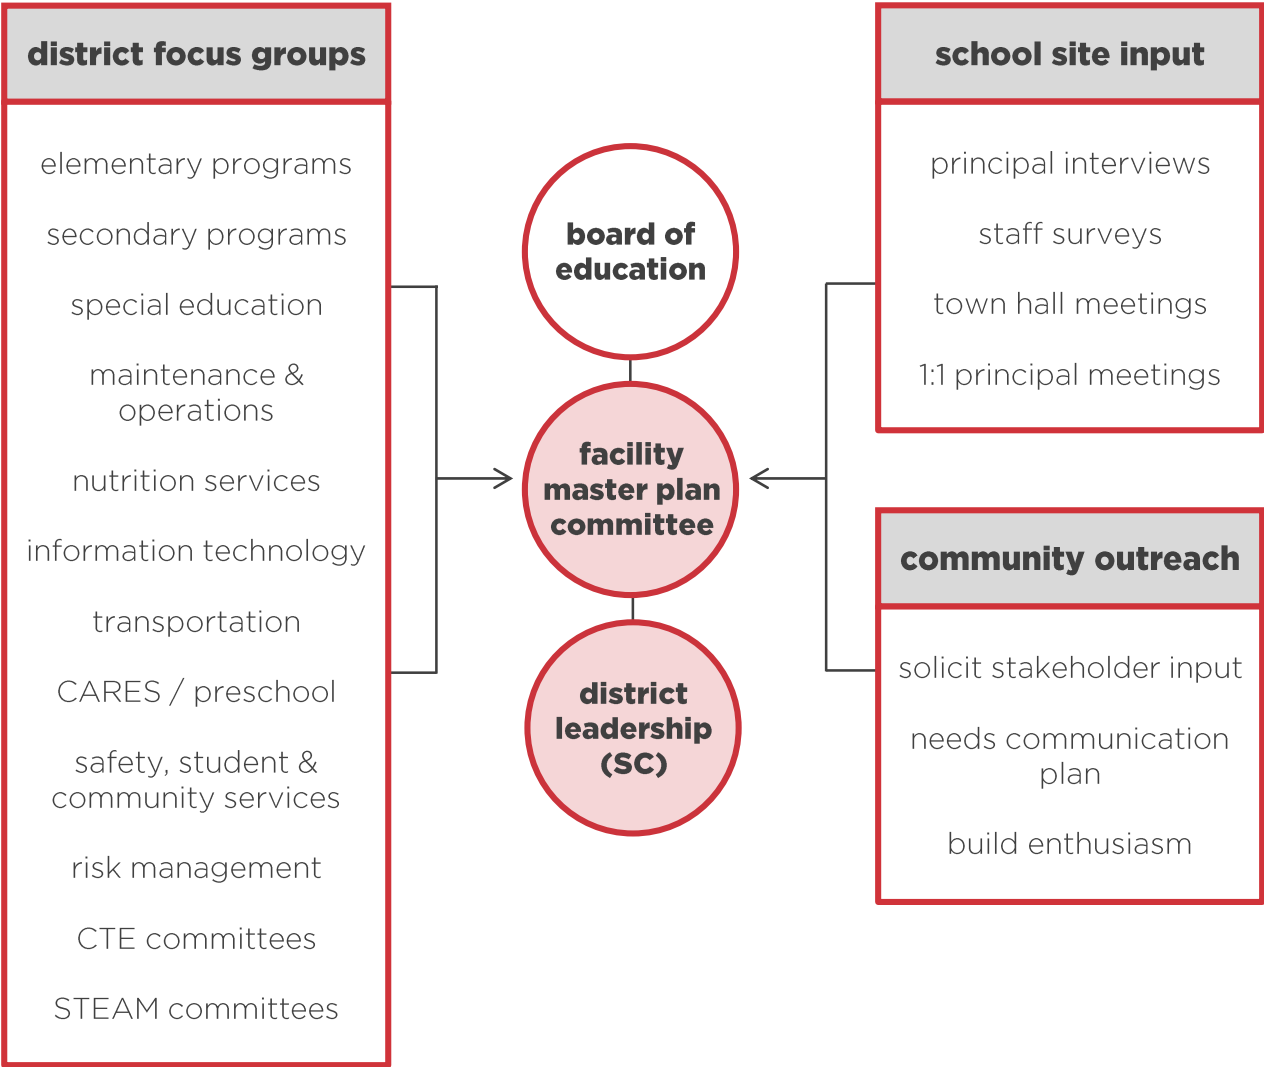 district focus groups
elementary programs
secondary programs
special education
maintenance &
operations
nutrition services
information technology
transportation
CARES / preschool
safety, student &
community services
risk management
CTE committees
STEAM committees
board of
education
facility
master plan
committee
district
leadership
(SC)
school site input
principal interviews
staff surveys
town hall meetings
1:1 principal meetings
community outreach
solicit stakeholder input
needs communication
plan
build enthusiasm